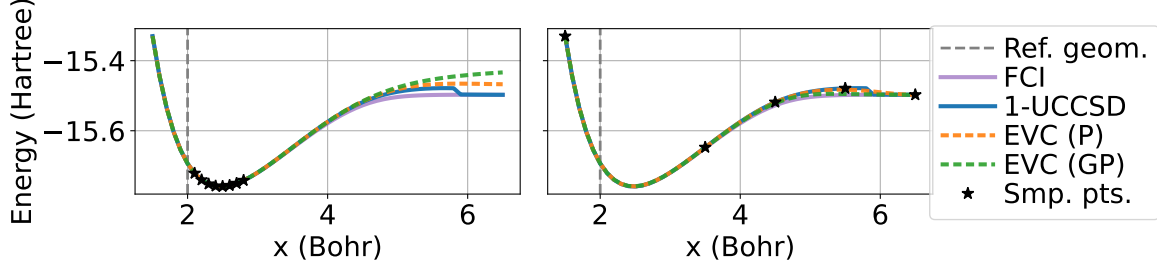 Energy (Hartree)
−15.4
−15.6
2
4
6
x (Bohr)
2
4
6
x (Bohr)
Ref. geom.
FCI
1-UCCSD
EVC (P)
EVC (GP)
Smp. pts.